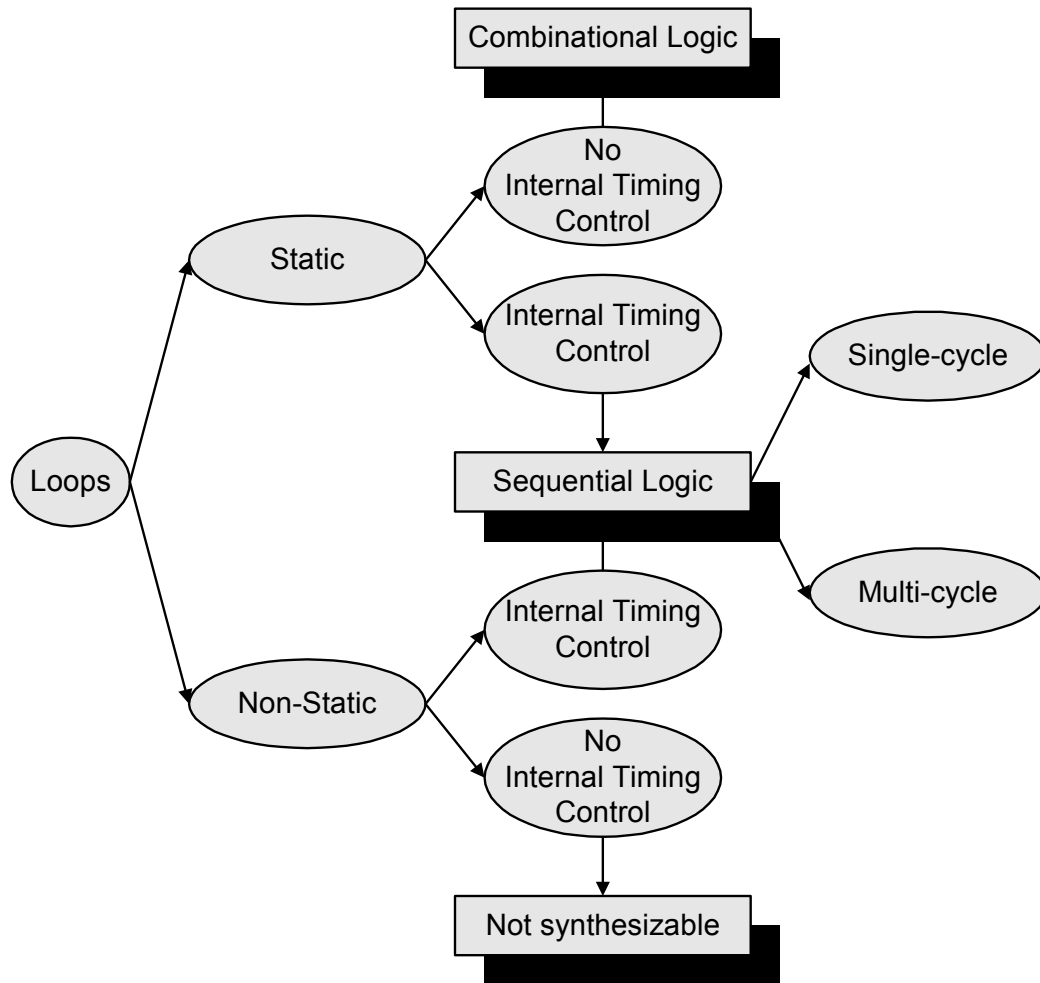 Combinational Logic
No
Internal Timing
Control
Static
Internal Timing
Control
Single-cycle
Loops
Sequential Logic
Multi-cycle
Internal Timing
Control
Non-Static
No
Internal Timing
Control
Not synthesizable